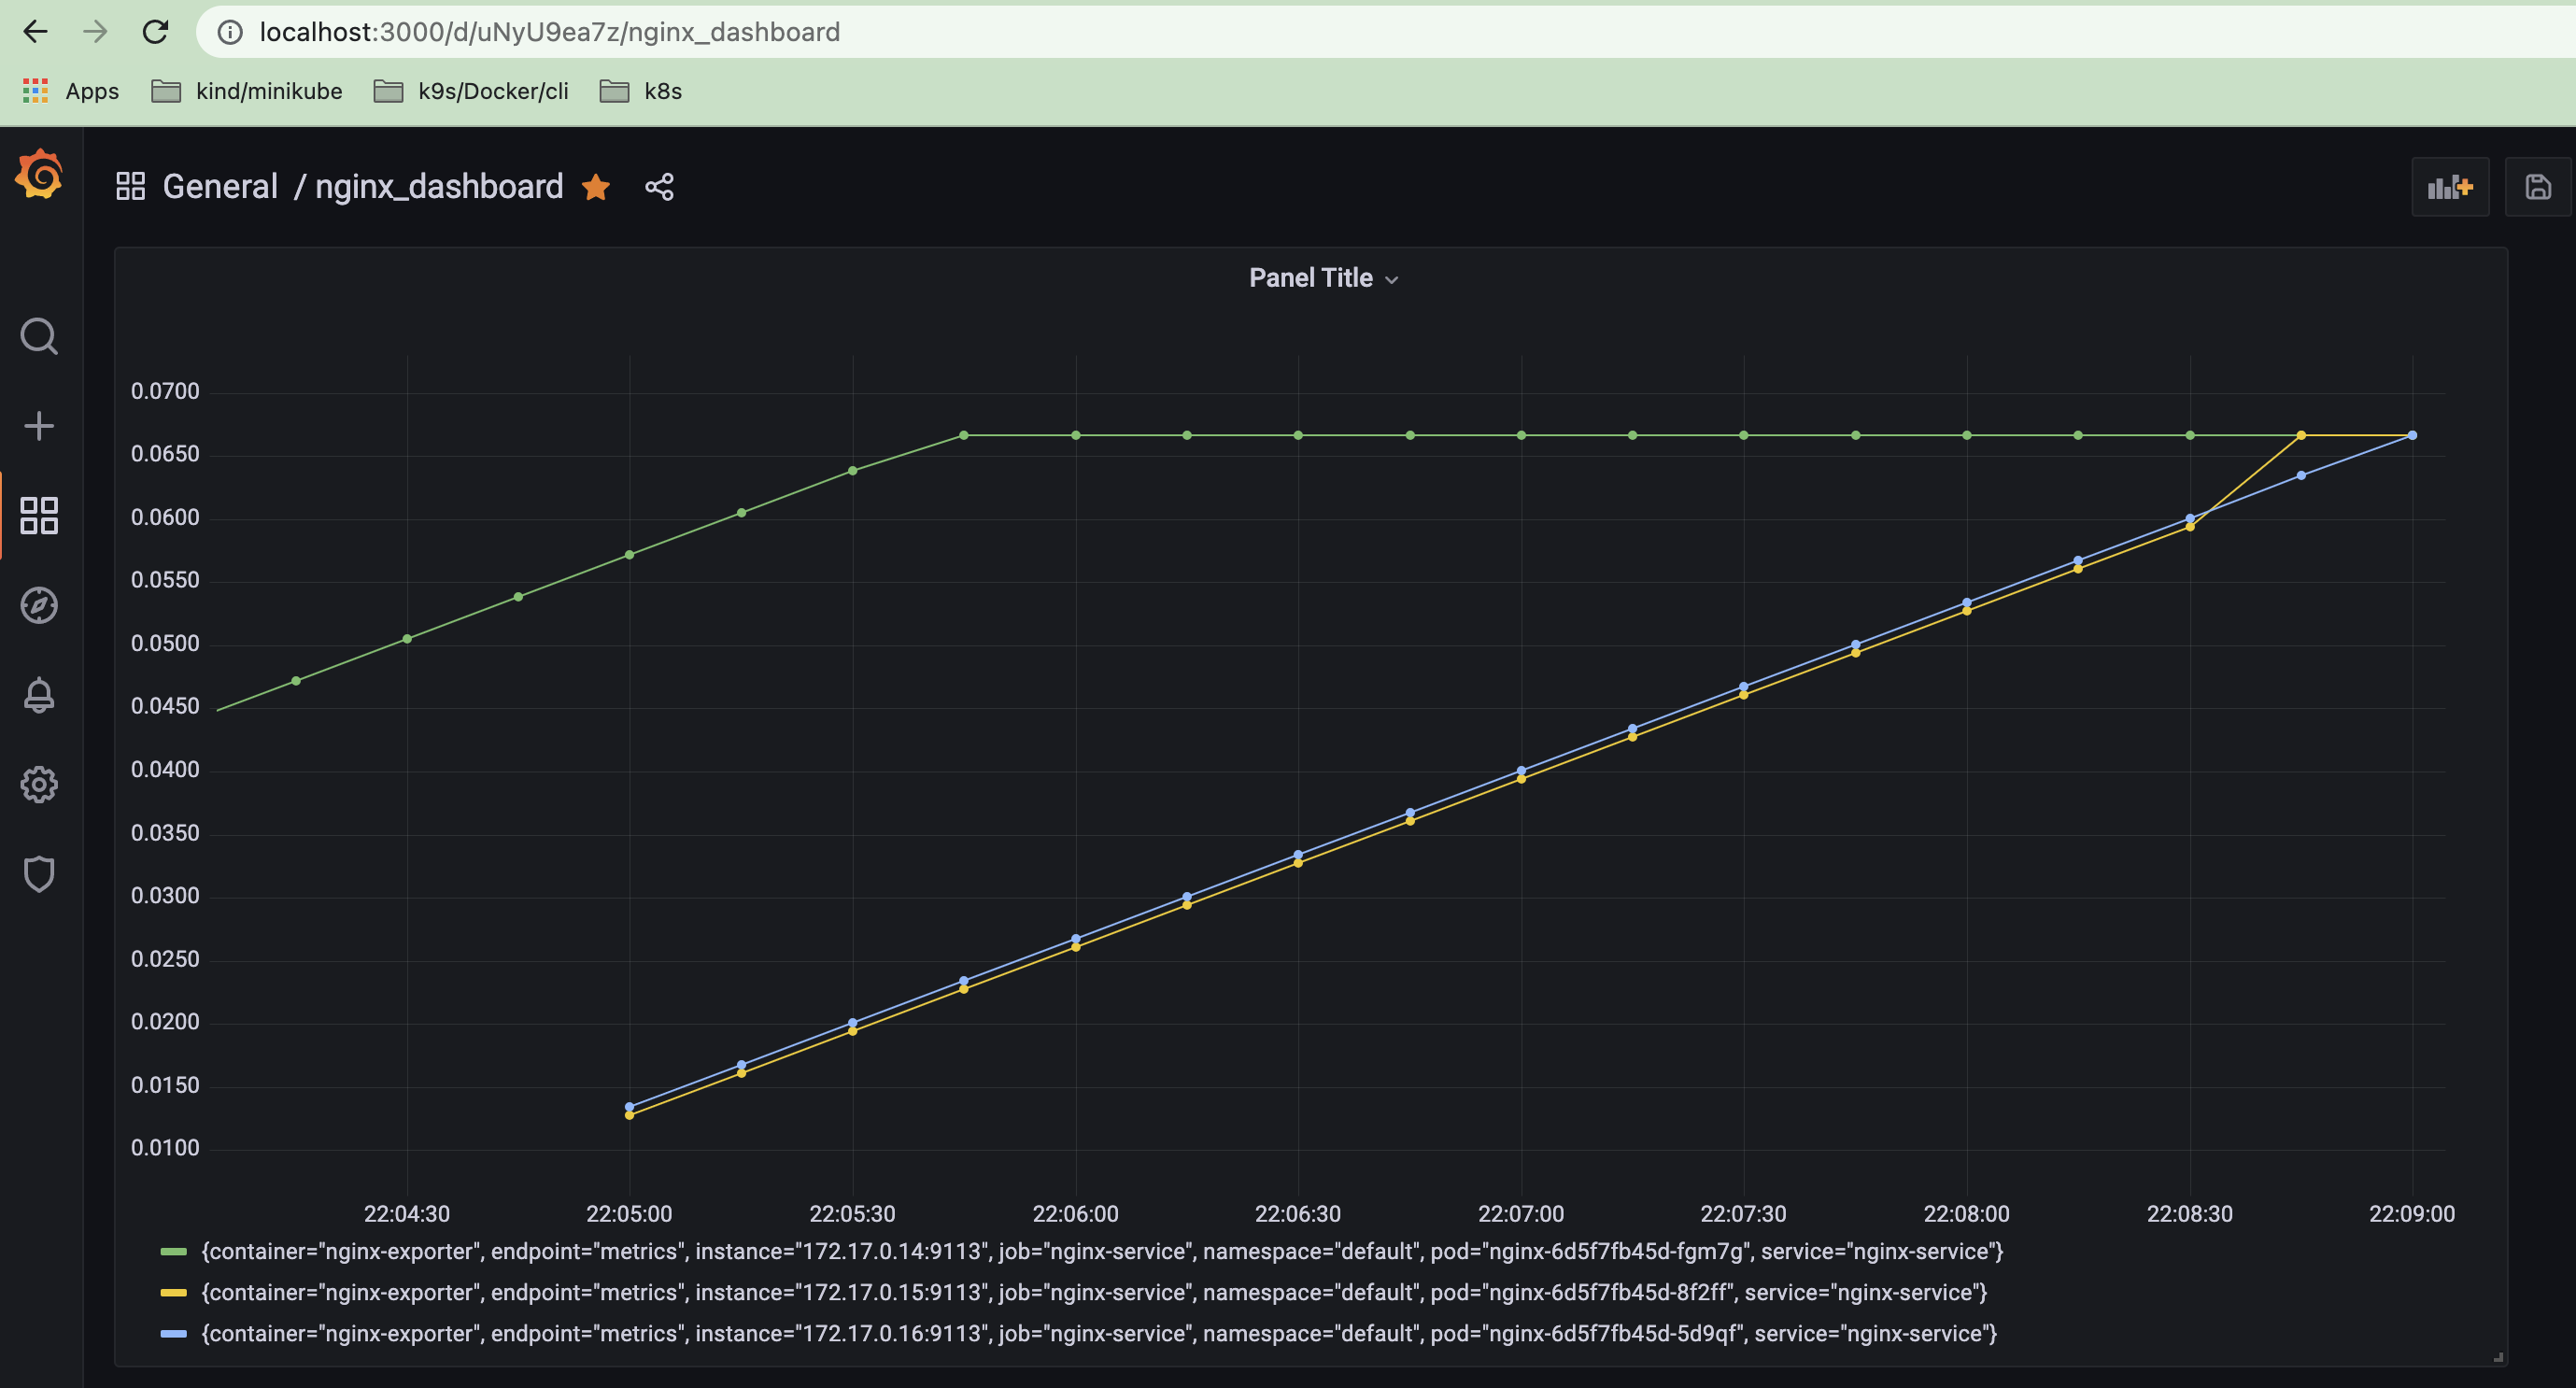 localhost:3000/d/uNyU9ea7z/nginx_dashboard
Apps kind/minikube k9s/Docker/cli k8s
General / nginx_dashboard
Panel Title
0.0700
0.0650
0.0600
0.0550
0.0500
0.0450
0.0400
0.0350
0.0300
0.0250
0.0200
0.0150
0.0100
22:04:30 22:05:00 22:05:30 22:06:00 22:06:30 22:07:00 22:07:30 22:08:00 22:08:30 22:09:00
{container="nginx-exporter", endpoint="metrics", instance="172.17.0.14:9113", job="nginx-service", namespace="default", pod="nginx-6d5f7fb45d-fgm7g", service="nginx-service"}
{container="nginx-exporter", endpoint="metrics", instance="172.17.0.15:9113", job="nginx-service", namespace="default", pod="nginx-6d5f7fb45d-8f2ff", service="nginx-service"}
{container="nginx-exporter", endpoint="metrics", instance="172.17.0.16:9113", job="nginx-service", namespace="default", pod="nginx-6d5f7fb45d-5d9qf", service="nginx-service"}